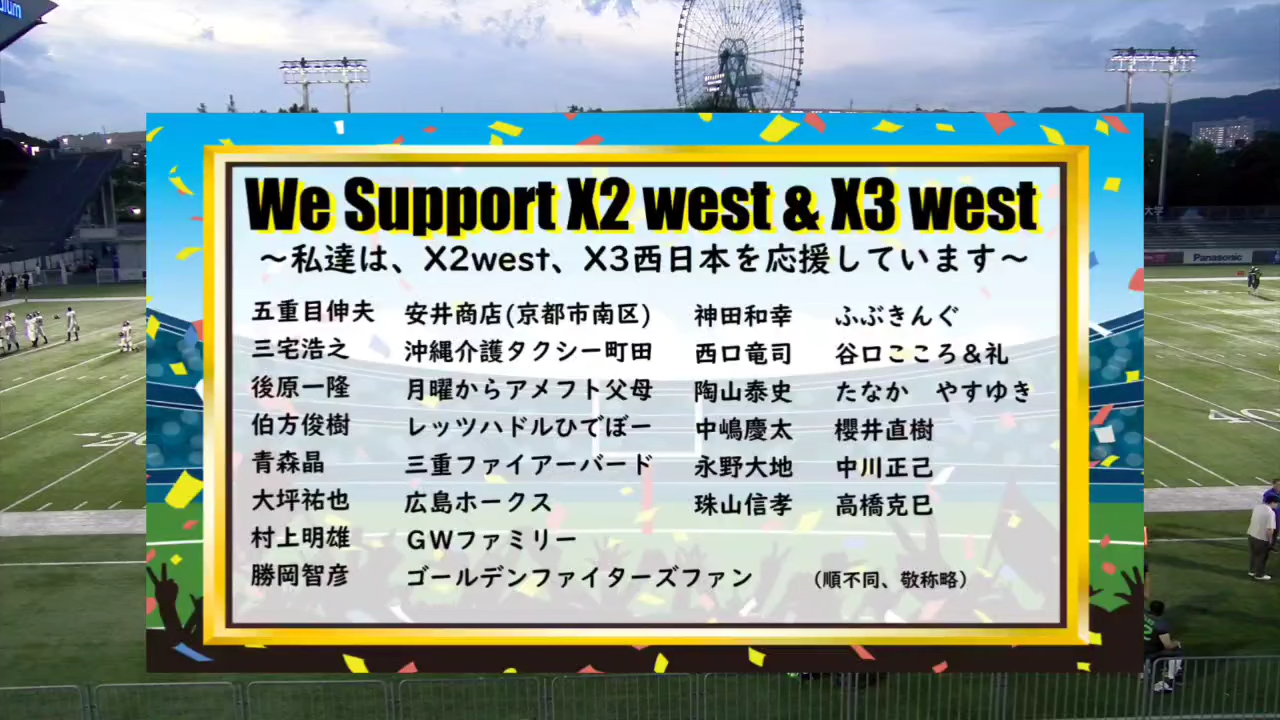 We Support X2 west & X3 west
～私達は、X2west、X3西日本を応援しています～
五重目伸夫 安井商店(京都市南区) 神田和幸 ふぶきんぐ
三宅浩之 沖縄介護タクシー町田 西口竜司 谷口こころ＆礼
後原一隆 月曜からアメフト父母 陶山泰史 たなか　やすゆき
伯方俊樹 レッツハドルひでぼー 中嶋慶太 櫻井直樹
青森晶 三重ファイアーバード 永野大地 中川正己
大坪祐也 広島ホークス 珠山信孝 高橋克巳
村上明雄 GWファミリー
勝岡智彦 ゴールデンファイターズファン （順不同、敬称略）
Panasonic